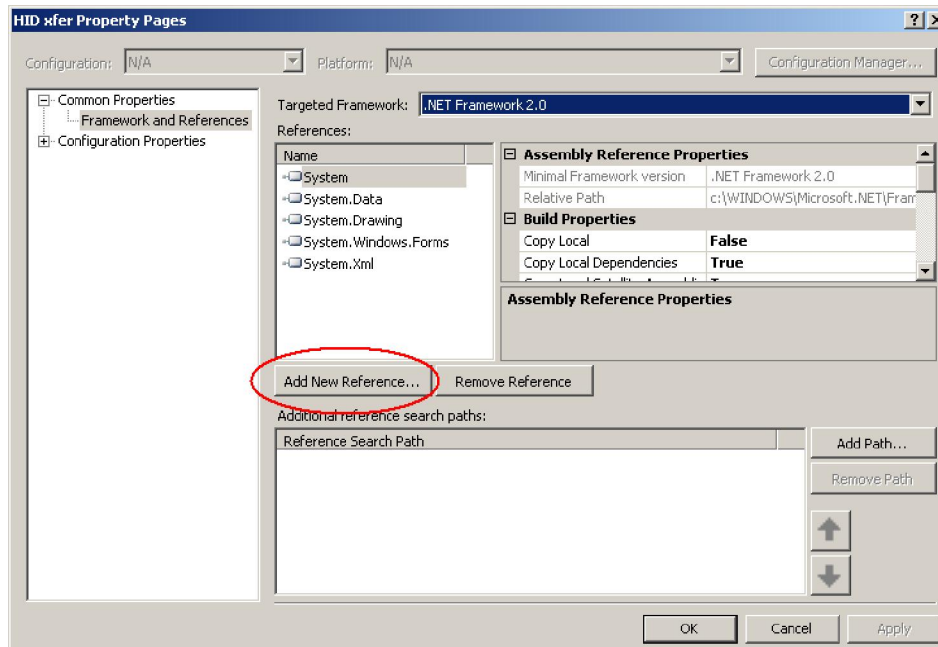 HID xfer Property Pages
Configuration: N/A Platform: N/A Configuration Manager...
Common Properties
Framework and References
Configuration Properties
Targeted Framework: .NET Framework 2.0
References:
Name
System
System.Data
System.Drawing
System.Windows.Forms
System.Xml
Assembly Reference Properties
Minimal Framework version .NET Framework 2.0
Relative Path c:\WINDOWS\Microsoft.NET\Fram
Build Properties
Copy Local False
Copy Local Dependencies True
Assembly Reference Properties
Add New Reference... Remove Reference
Additional reference search paths:
Reference Search Path
Add Path...
Remove Path
OK Cancel Apply